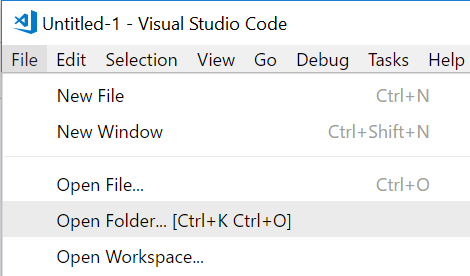 Untitled-1 - Visual Studio Code
File Edit Selection View Go Debug Tasks Help
New File Ctrl+N
New Window Ctrl+Shift+N
Open File... Ctrl+O
Open Folder... [Ctrl+K Ctrl+O]
Open Workspace...